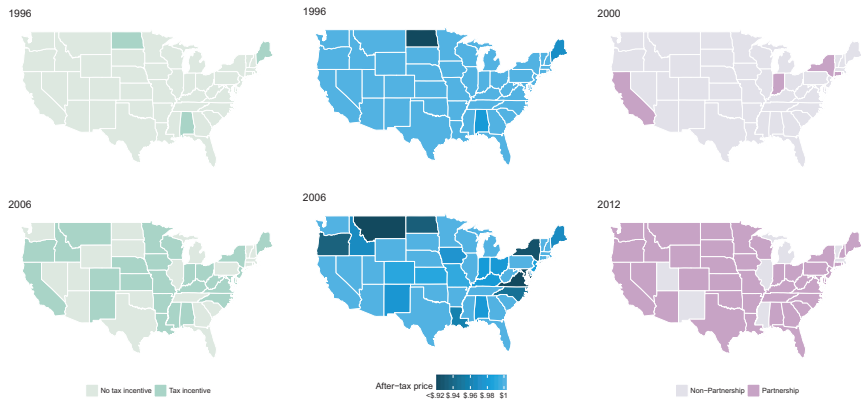 1996
1996
2000
2006
2006
2012
No tax incentive Tax incentive
After−tax price
<$.92 $.94 $.96 $.98 $1
Non−Partnership Partnership